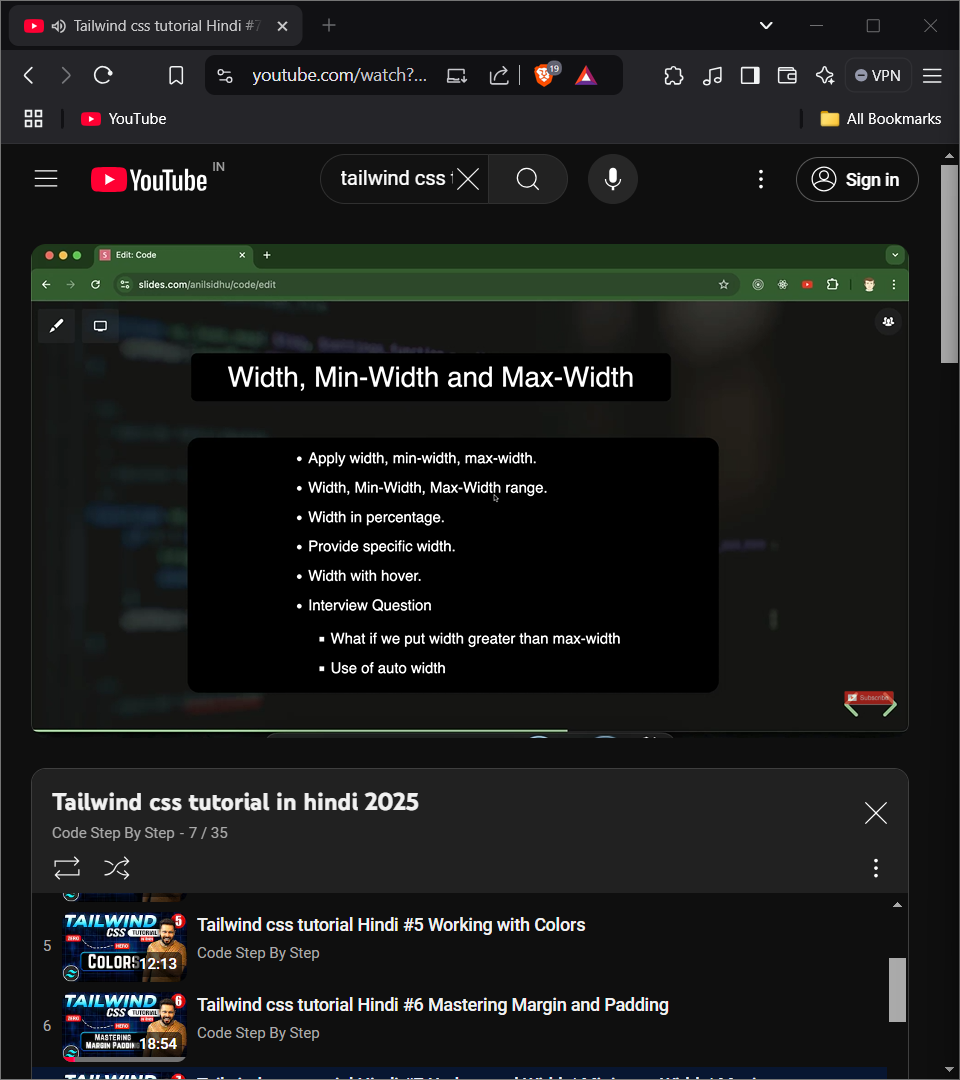 Tailwind css tutorial Hindi #7
youtube.com/watch?...
19
VPN
YouTube
All Bookmarks
YouTube IN
tailwind css
Sign in
Edit: Code
slides.com/anilsidhu/code/edit
Width, Min-Width and Max-Width
• Apply width, min-width, max-width.
• Width, Min-Width, Max-Width range.
• Width in percentage.
• Provide specific width.
• Width with hover.
• Interview Question
▪ What if we put width greater than max-width
▪ Use of auto width
Subscribe
Tailwind css tutorial in hindi 2025
Code Step By Step - 7 / 35
5
TAILWIND 5
CSS TUTORIAL
ZERO HERO
COLORS
12:13
Tailwind css tutorial Hindi #5 Working with Colors
Code Step By Step
6
TAILWIND 6
CSS TUTORIAL
ZERO HERO
MASTERING
MARGIN PADDING
18:54
Tailwind css tutorial Hindi #6 Mastering Margin and Padding
Code Step By Step